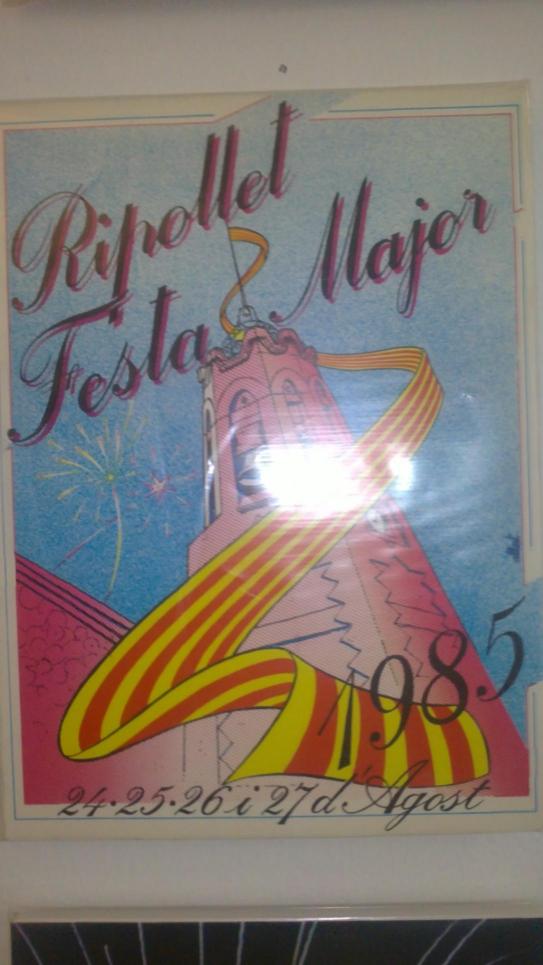 Ripollet
Festa Major
1985
24·25·26 i 27 d'Agost